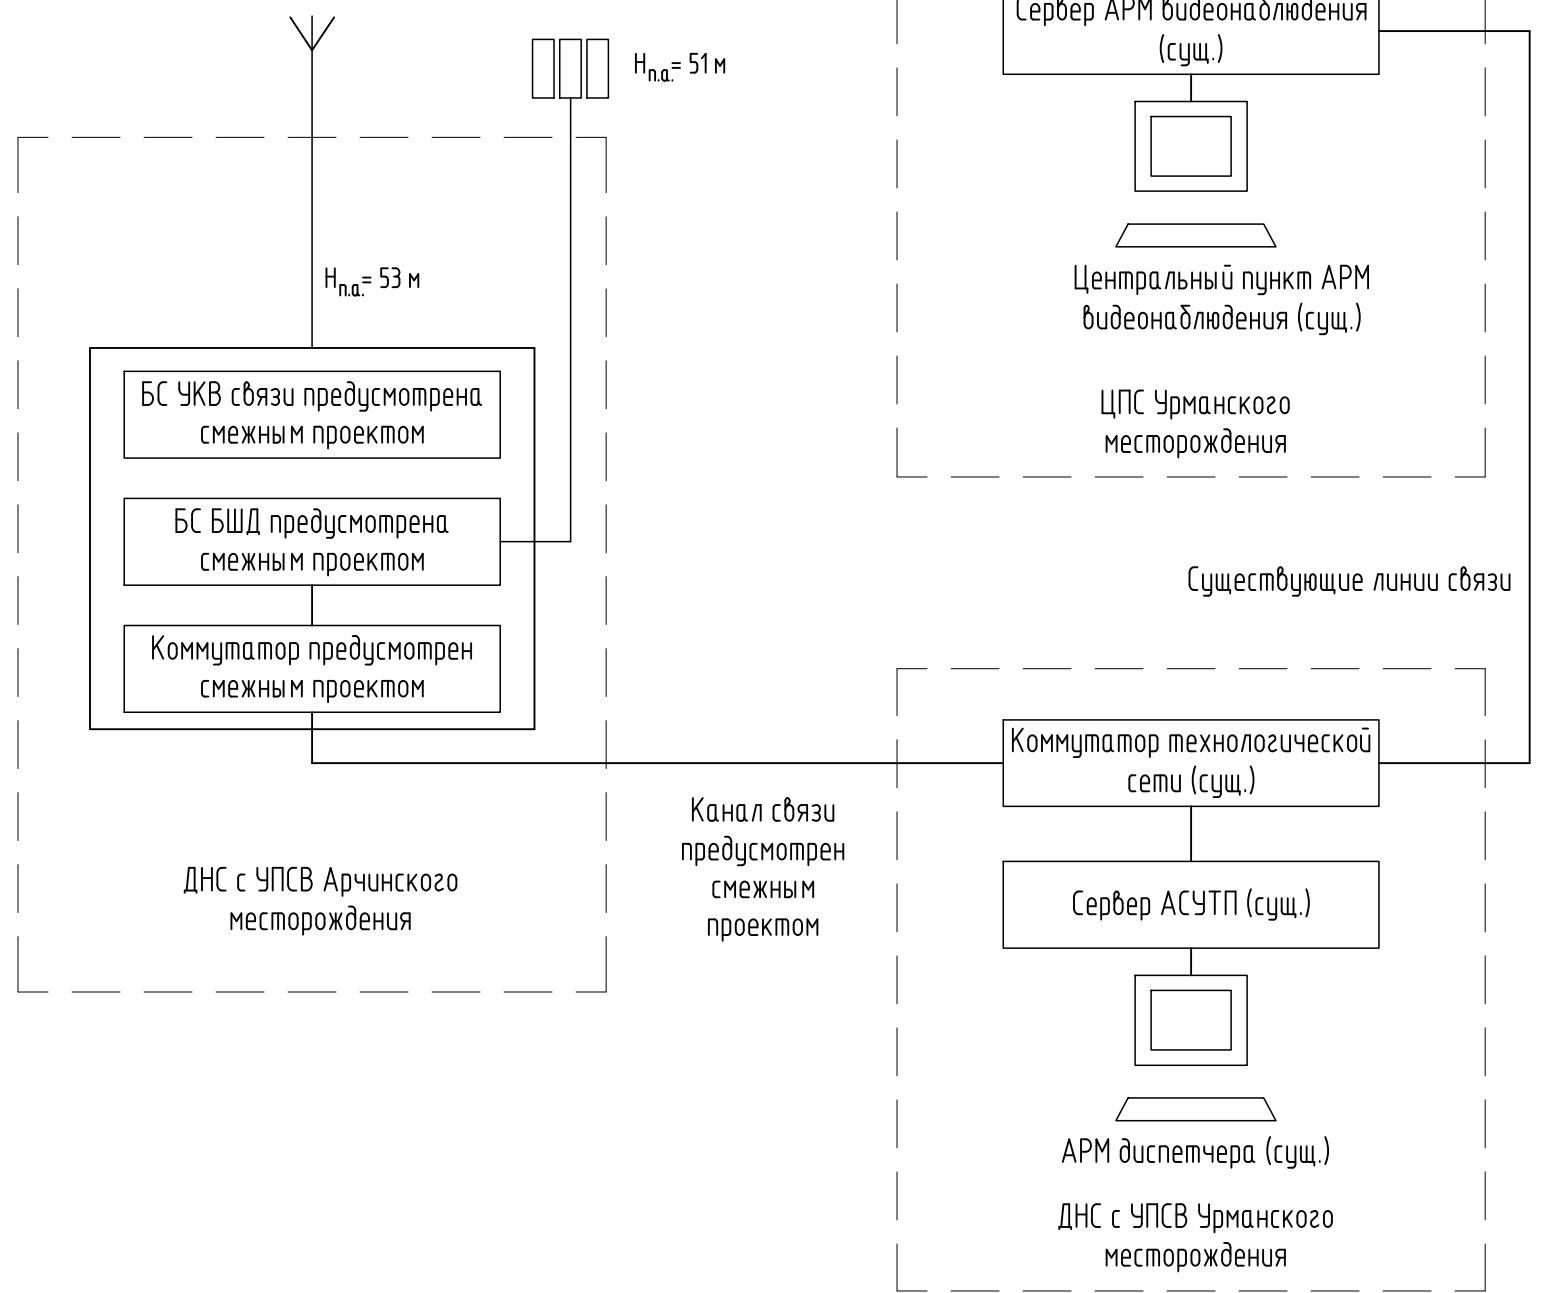 Сервер АРМ видеонаблюдения
(сущ.)
Нп.а.= 51 м
Нп.а.= 53 м
Центральный пункт АРМ
видеонаблюдения (сущ.)
ЦПС Урманского
месторождения
БС УКВ связи предусмотрена
смежным проектом
БС БШД предусмотрена
смежным проектом
Коммутатор предусмотрен
смежным проектом
Существующие линии связи
Коммутатор технологической
сети (сущ.)
Канал связи
предусмотрен
смежным
проектом
ДНС с УПСВ Арчинского
месторождения
Сервер АСУТП (сущ.)
АРМ диспетчера (сущ.)
ДНС с УПСВ Урманского
месторождения